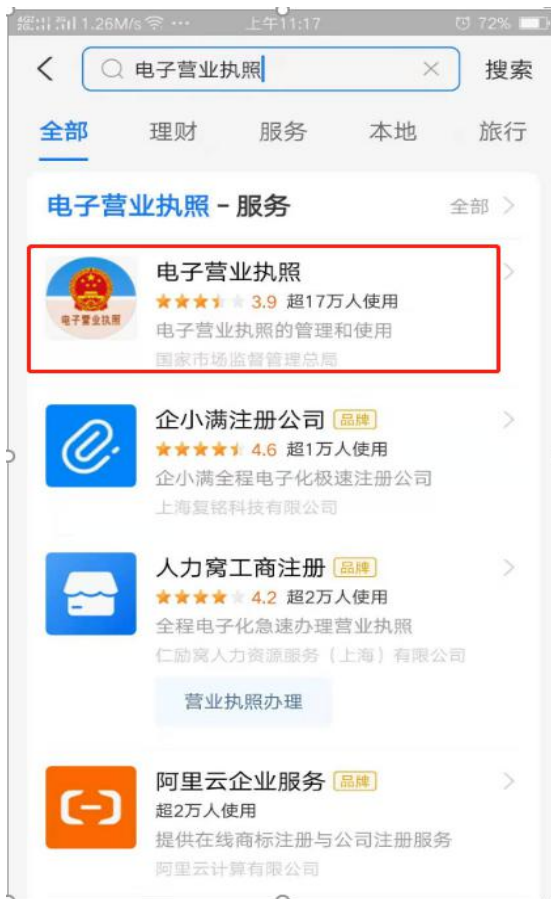 1.26M/s
上午11:17
72%
电子营业执照
搜索
全部 理财 服务 本地 旅行
电子营业执照 – 服务
全部
电子营业执照
电子营业执照
3.9 超17万人使用
电子营业执照的管理和使用
国家市场监督管理总局
企小满注册公司 品牌
4.6 超1万人使用
企小满全程电子化极速注册公司
上海复铭科技有限公司
人力窝工商注册 品牌
4.2 超2万人使用
全程电子化急速办理营业执照
仁励窝人力资源服务（上海）有限公司
营业执照办理
阿里云企业服务 品牌
超2万人使用
提供在线商标注册与公司注册服务
阿里云计算有限公司